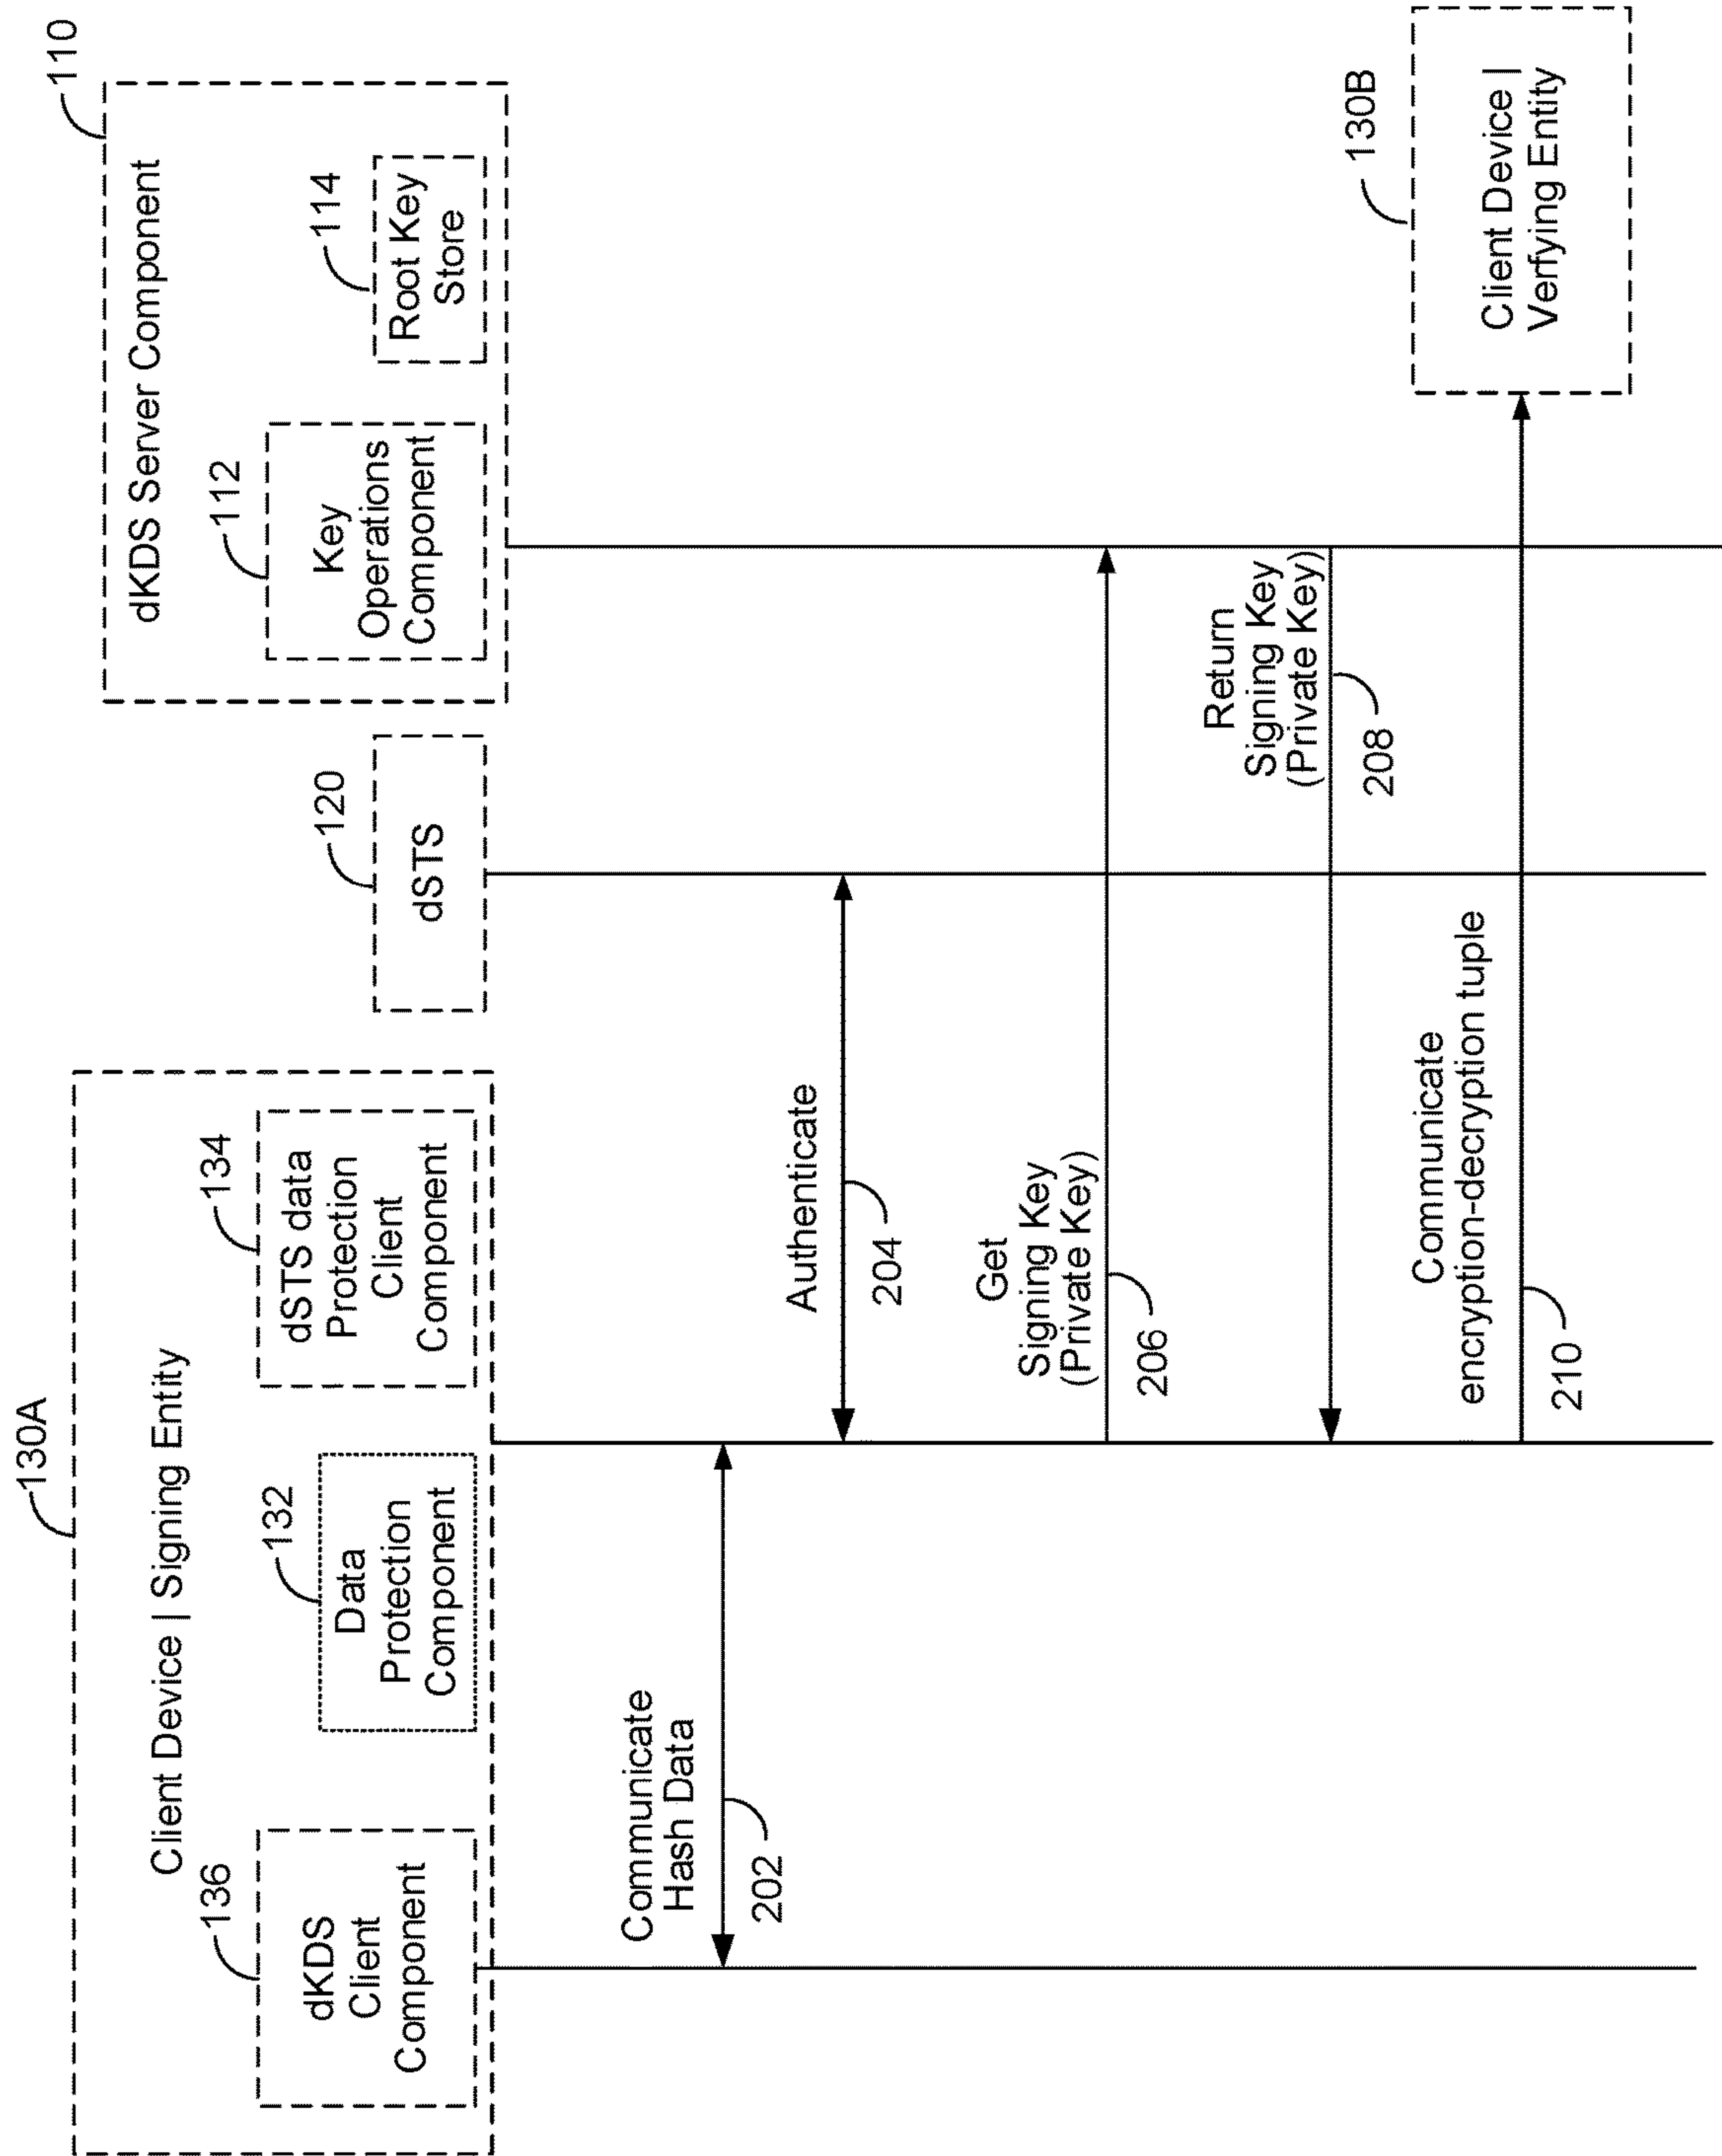 130A
Client Device | Signing Entity
136
dKDS
Client
Component
132
Data
Protection
Component
134
dSTS data
Protection
Client
Component
120
dSTS
110
dKDS Server Component
112
Key
Operations
Component
114
Root Key
Store
Communicate
Hash Data
202
Authenticate
204
Get
Signing Key
(Private Key)
206
Return
Signing Key
(Private Key)
208
Communicate
encryption-decryption tuple
210
130B
Client Device |
Verfying Entity